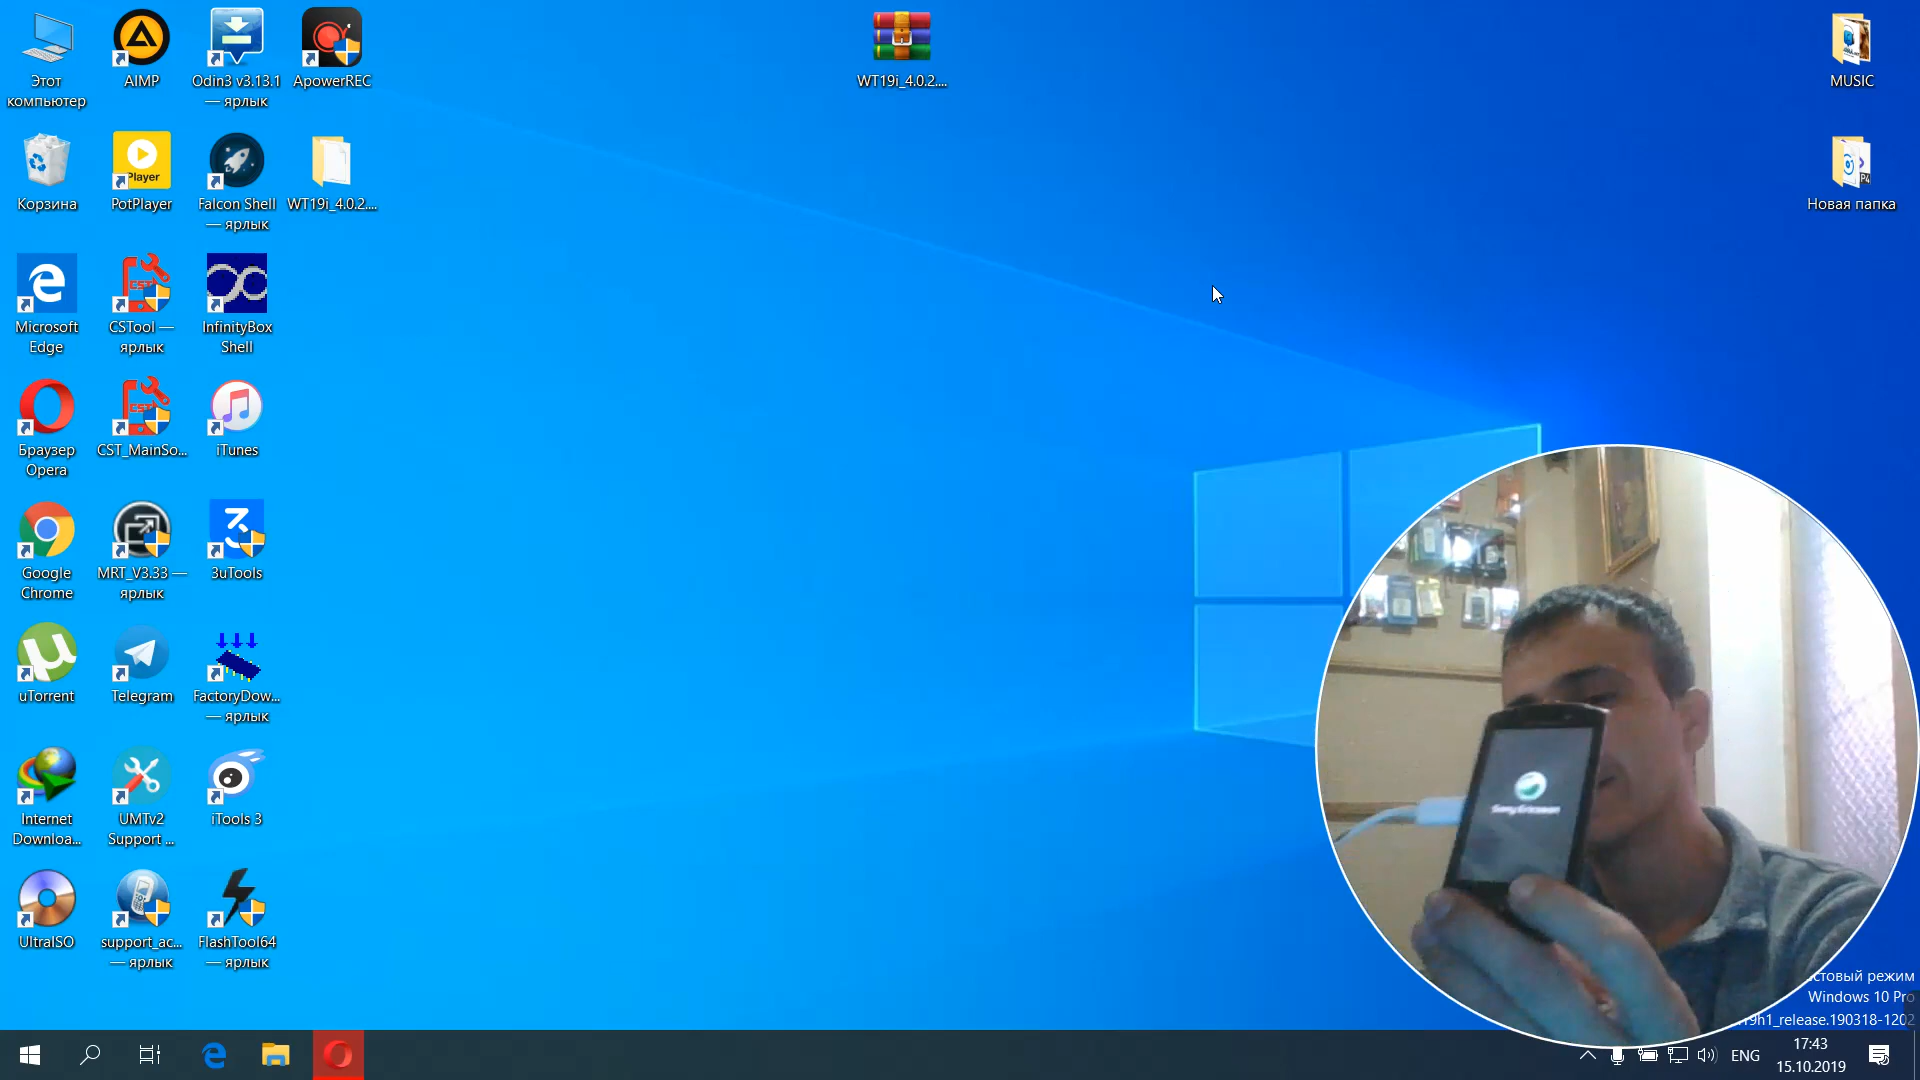 Этот
компьютер
AIMP
Odin3 v3.13.1
— ярлык
ApowerREC
WT19i_4.0.2....
MUSIC
Корзина
Player
PotPlayer
Falcon Shell
— ярлык
WT19i_4.0.2....
P4
Новая папка
Microsoft
Edge
CST
CSTool —
ярлык
InfinityBox
Shell
Браузер
Opera
CST
CST_MainSo...
iTunes
Google
Chrome
MRT_V3.33 —
ярлык
3uTools
uTorrent
Telegram
FactoryDow...
— ярлык
Internet
Downloa...
UMTv2
Support ...
iTools 3
Sony Ericsson
UltraISO
support_ac...
— ярлык
FlashTool64
— ярлык
стовый режим
Windows 10 Pro
19h1_release.190318-1202
ENG
17:43
15.10.2019